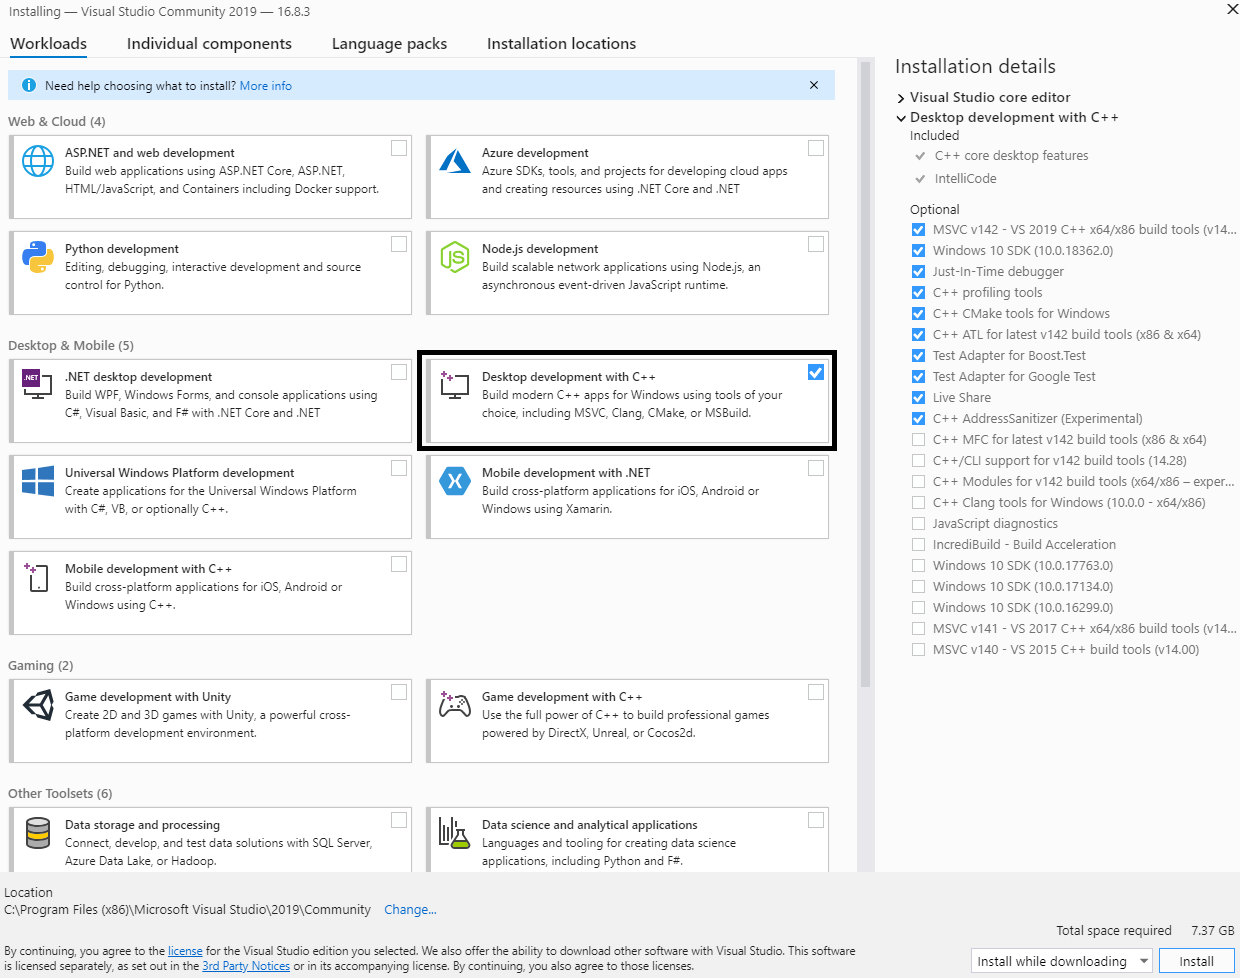 Installing — Visual Studio Community 2019 — 16.8.3
Workloads
Individual components
Language packs
Installation locations
Need help choosing what to install? More info
Web & Cloud (4)
ASP.NET and web development
Build web applications using ASP.NET Core, ASP.NET,
HTML/JavaScript, and Containers including Docker support.
Azure development
Azure SDKs, tools, and projects for developing cloud apps
and creating resources using .NET Core and .NET
Python development
Editing, debugging, interactive development and source
control for Python.
JS
Node.js development
Build scalable network applications using Node.js, an
asynchronous event-driven JavaScript runtime.
Desktop & Mobile (5)
.NET
.NET desktop development
Build WPF, Windows Forms, and console applications using
C#, Visual Basic, and F# with .NET Core and .NET
Desktop development with C++
Build modern C++ apps for Windows using tools of your
choice, including MSVC, Clang, CMake, or MSBuild.
Universal Windows Platform development
Create applications for the Universal Windows Platform
with C#, VB, or optionally C++.
Mobile development with .NET
Build cross-platform applications for iOS, Android or
Windows using Xamarin.
Mobile development with C++
Build cross-platform applications for iOS, Android or
Windows using C++.
Gaming (2)
Game development with Unity
Create 2D and 3D games with Unity, a powerful cross-
platform development environment.
Game development with C++
Use the full power of C++ to build professional games
powered by DirectX, Unreal, or Cocos2d.
Other Toolsets (6)
Data storage and processing
Connect, develop, and test data solutions with SQL Server,
Azure Data Lake, or Hadoop.
Data science and analytical applications
Languages and tooling for creating data science
applications, including Python and F#.
Installation details
Visual Studio core editor
Desktop development with C++
Included
C++ core desktop features
IntelliCode
Optional
MSVC v142 - VS 2019 C++ x64/x86 build tools (v14...
Windows 10 SDK (10.0.18362.0)
Just-In-Time debugger
C++ profiling tools
C++ CMake tools for Windows
C++ ATL for latest v142 build tools (x86 & x64)
Test Adapter for Boost.Test
Test Adapter for Google Test
Live Share
C++ AddressSanitizer (Experimental)
C++ MFC for latest v142 build tools (x86 & x64)
C++/CLI support for v142 build tools (14.28)
C++ Modules for v142 build tools (x64/x86 – exper...
C++ Clang tools for Windows (10.0.0 - x64/x86)
JavaScript diagnostics
IncrediBuild - Build Acceleration
Windows 10 SDK (10.0.17763.0)
Windows 10 SDK (10.0.17134.0)
Windows 10 SDK (10.0.16299.0)
MSVC v141 - VS 2017 C++ x64/x86 build tools (v14...
MSVC v140 - VS 2015 C++ build tools (v14.00)
Location
C:\Program Files (x86)\Microsoft Visual Studio\2019\Community Change...
Total space required 7.37 GB
By continuing, you agree to the license for the Visual Studio edition you selected. We also offer the ability to download other software with Visual Studio. This software
is licensed separately, as set out in the 3rd Party Notices or in its accompanying license. By continuing, you also agree to those licenses.
Install while downloading
Install